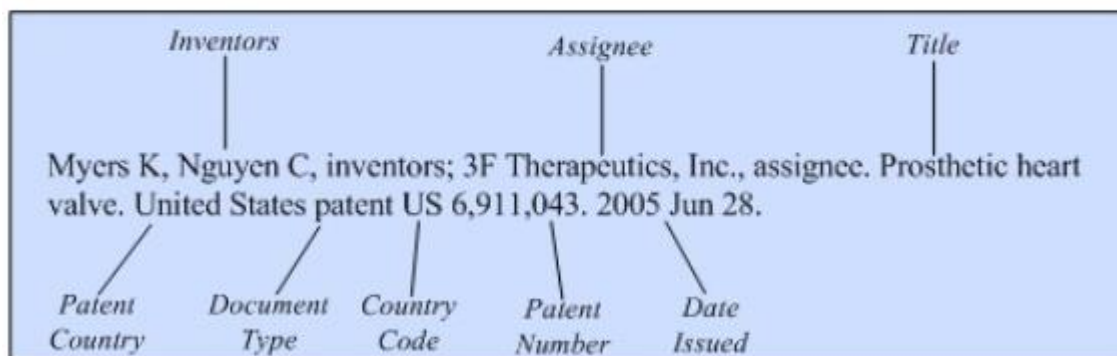 Inventors Assignee Title
Myers K, Nguyen C, inventors; 3F Therapeutics, Inc., assignee. Prosthetic heart
valve. United States patent US 6,911,043. 2005 Jun 28.
Patent Document Country Patent Date
Country Type Code Number Issued